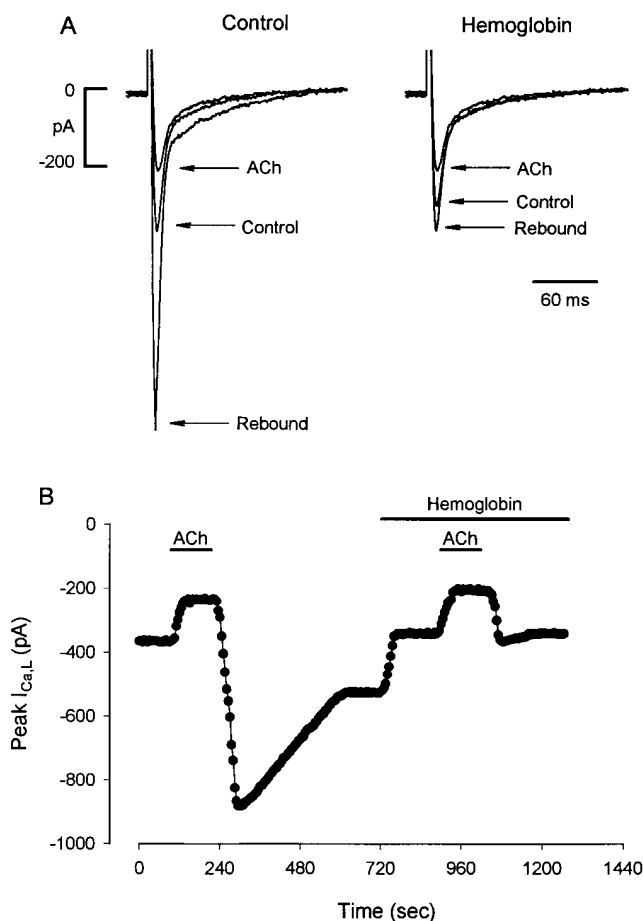 A
Control
Hemoglobin
0
pA
-200
ACh
Control
Rebound
ACh
Control
Rebound
60 ms
B
Hemoglobin
ACh
ACh
0
-200
-400
-600
-800
-1000
Peak I Ca,L (pA)
0 240 480 720 960 1200 1440
Time (sec)